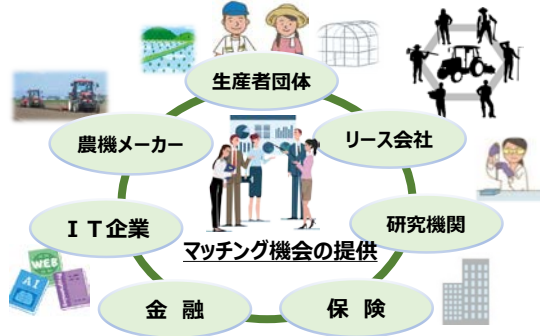 生産者団体
農機メーカー
リース会社
ＩＴ企業
研究機関
マッチング機会の提供
金 融
保 険
WEB
AI